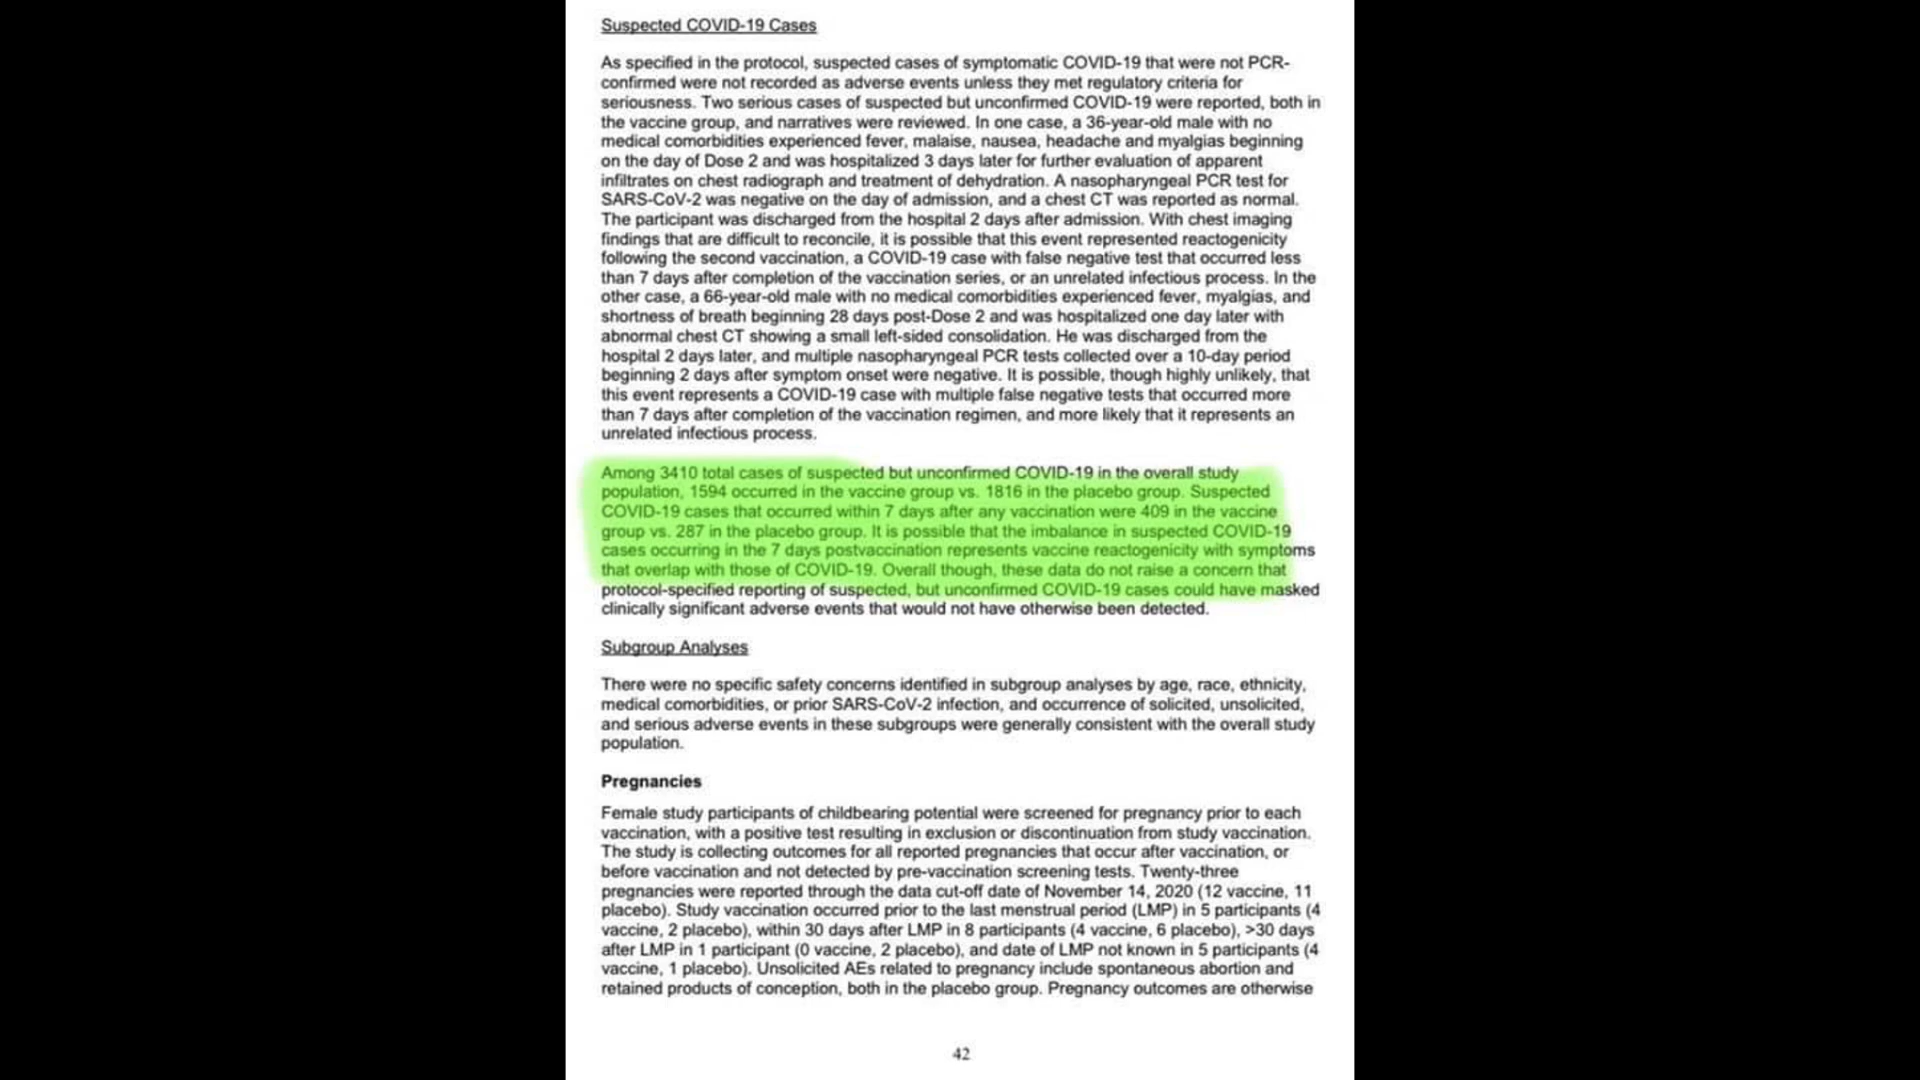 Suspected COVID-19 Cases
As specified in the protocol, suspected cases of symptomatic COVID-19 that were not PCR-
confirmed were not recorded as adverse events unless they met regulatory criteria for
seriousness. Two serious cases of suspected but unconfirmed COVID-19 were reported, both in
the vaccine group, and narratives were reviewed. In one case, a 36-year-old male with no
medical comorbidities experienced fever, malaise, nausea, headache and myalgias beginning
on the day of Dose 2 and was hospitalized 3 days later for further evaluation of apparent
infiltrates on chest radiograph and treatment of dehydration. A nasopharyngeal PCR test for
SARS-CoV-2 was negative on the day of admission, and a chest CT was reported as normal.
The participant was discharged from the hospital 2 days after admission. With chest imaging
findings that are difficult to reconcile, it is possible that this event represented reactogenicity
following the second vaccination, a COVID-19 case with false negative test that occurred less
than 7 days after completion of the vaccination series, or an unrelated infectious process. In the
other case, a 66-year-old male with no medical comorbidities experienced fever, myalgias, and
shortness of breath beginning 28 days post-Dose 2 and was hospitalized one day later with
abnormal chest CT showing a small left-sided consolidation. He was discharged from the
hospital 2 days later, and multiple nasopharyngeal PCR tests collected over a 10-day period
beginning 2 days after symptom onset were negative. It is possible, though highly unlikely, that
this event represents a COVID-19 case with multiple false negative tests that occurred more
than 7 days after completion of the vaccination regimen, and more likely that it represents an
unrelated infectious process.
Among 3410 total cases of suspected but unconfirmed COVID-19 in the overall study
population, 1594 occurred in the vaccine group vs. 1816 in the placebo group. Suspected
COVID-19 cases that occurred within 7 days after any vaccination were 409 in the vaccine
group vs. 287 in the placebo group. It is possible that the imbalance in suspected COVID-19
cases occurring in the 7 days postvaccination represents vaccine reactogenicity with symptoms
that overlap with those of COVID-19. Overall though, these data do not raise a concern that
protocol-specified reporting of suspected, but unconfirmed COVID-19 cases could have masked
clinically significant adverse events that would not have otherwise been detected.
Subgroup Analyses
There were no specific safety concerns identified in subgroup analyses by age, race, ethnicity,
medical comorbidities, or prior SARS-CoV-2 infection, and occurrence of solicited, unsolicited,
and serious adverse events in these subgroups were generally consistent with the overall study
population.
Pregnancies
Female study participants of childbearing potential were screened for pregnancy prior to each
vaccination, with a positive test resulting in exclusion or discontinuation from study vaccination.
The study is collecting outcomes for all reported pregnancies that occur after vaccination, or
before vaccination and not detected by pre-vaccination screening tests. Twenty-three
pregnancies were reported through the data cut-off date of November 14, 2020 (12 vaccine, 11
placebo). Study vaccination occurred prior to the last menstrual period (LMP) in 5 participants (4
vaccine, 2 placebo), within 30 days after LMP in 8 participants (4 vaccine, 6 placebo), >30 days
after LMP in 1 participant (0 vaccine, 2 placebo), and date of LMP not known in 5 participants (4
vaccine, 1 placebo). Unsolicited AEs related to pregnancy include spontaneous abortion and
retained products of conception, both in the placebo group. Pregnancy outcomes are otherwise
42